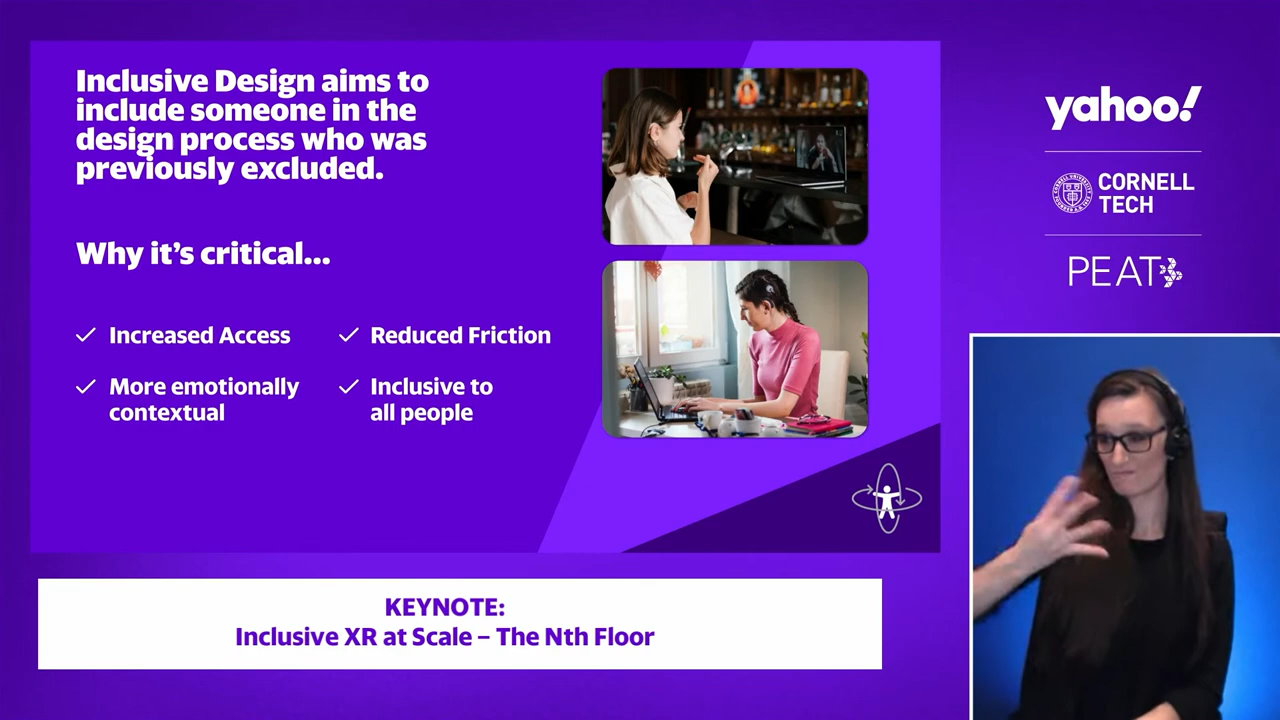 Inclusive Design aims to
include someone in the
design process who was
previously excluded.
Why it's critical...
Increased Access
Reduced Friction
More emotionally
contextual
Inclusive to
all people
yahoo!
CORNELL
TECH
PEAT
KEYNOTE:
Inclusive XR at Scale – The Nth Floor